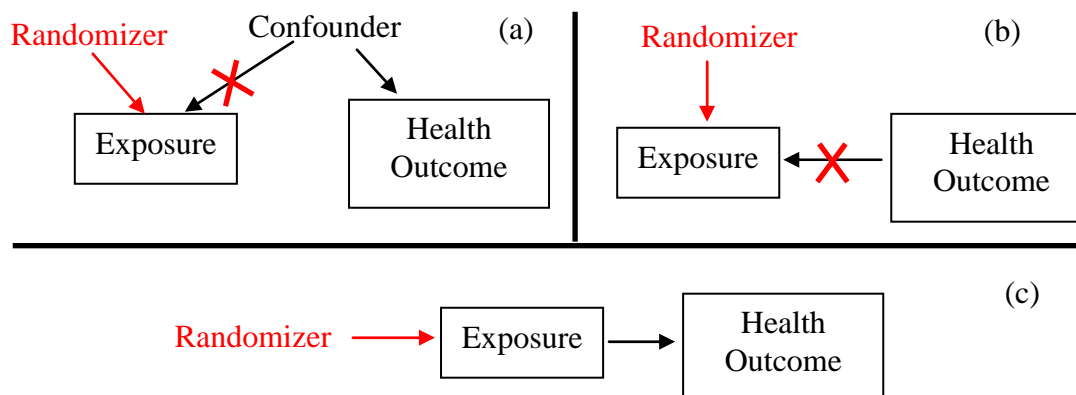 Randomizer
Confounder
(a)
Exposure
Health
Outcome
(b)
Randomizer
Exposure
Health
Outcome
(c)
Randomizer
Exposure
Health
Outcome